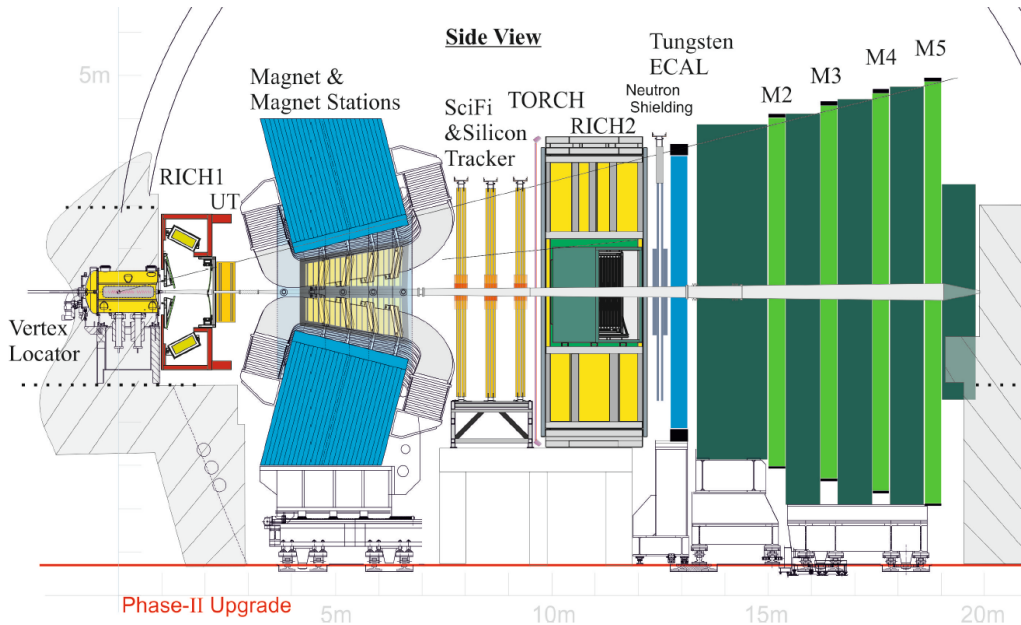 Side View
5m
Magnet &
Magnet Stations
SciFi
&Silicon
Tracker
TORCH
RICH2
Tungsten
ECAL
Neutron
Shielding
M2
M3
M4
M5
RICH1
UT
Vertex
Locator
Phase-II Upgrade
5m
10m
15m
20m